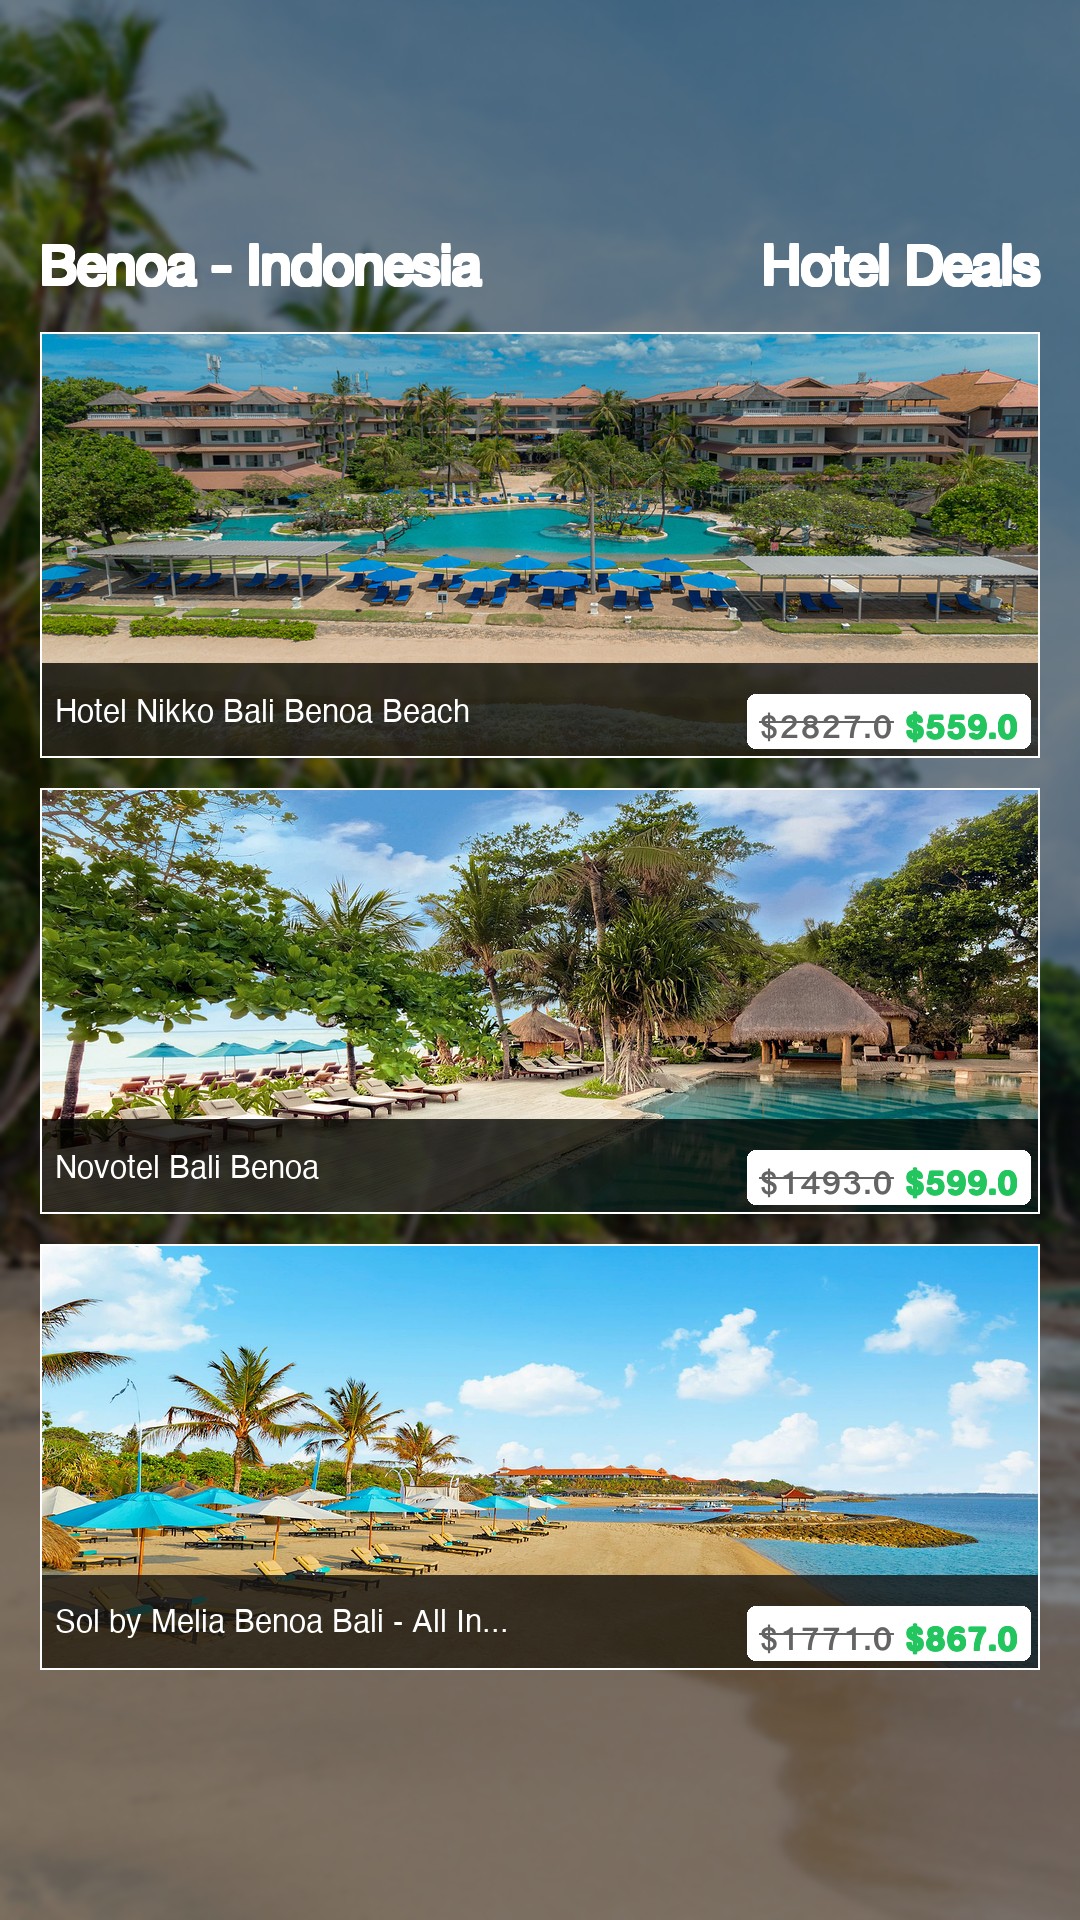 Benoa - Indonesia Hotel Deals
Hotel Nikko Bali Benoa Beach
$2827.0 $559.0
Novotel Bali Benoa
$1493.0 $599.0
Sol by Melia Benoa Bali - All In...
$1771.0 $867.0